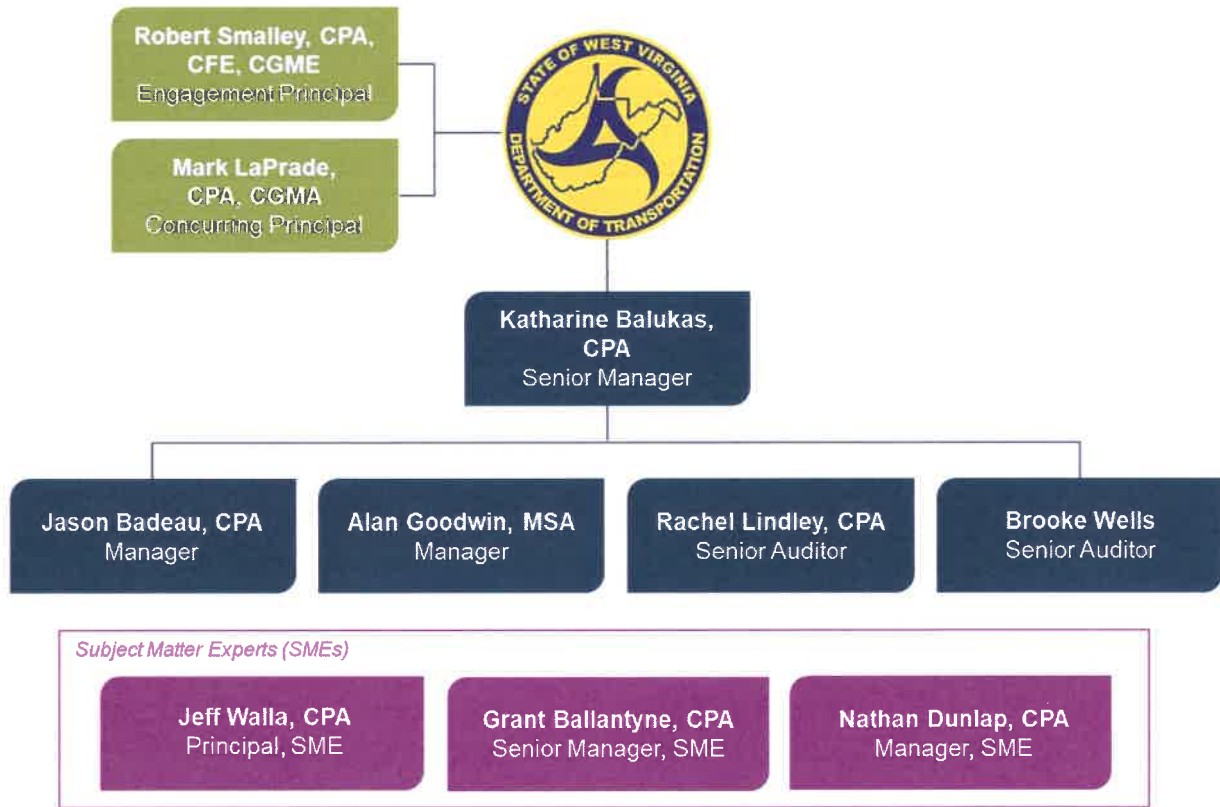 Robert Smalley, CPA,
CFE, CGME
Engagement Principal
Mark LaPrade,
CPA, CGMA
Concurring Principal
STATE OF WEST VIRGINIA
DEPARTMENT OF TRANSPORTATION
Katharine Balukas,
CPA
Senior Manager
Jason Badeau, CPA
Manager
Alan Goodwin, MSA
Manager
Rachel Lindley, CPA
Senior Auditor
Brooke Wells
Senior Auditor
Subject Matter Experts (SMEs)
Jeff Walla, CPA
Principal, SME
Grant Ballantyne, CPA
Senior Manager, SME
Nathan Dunlap, CPA
Manager, SME